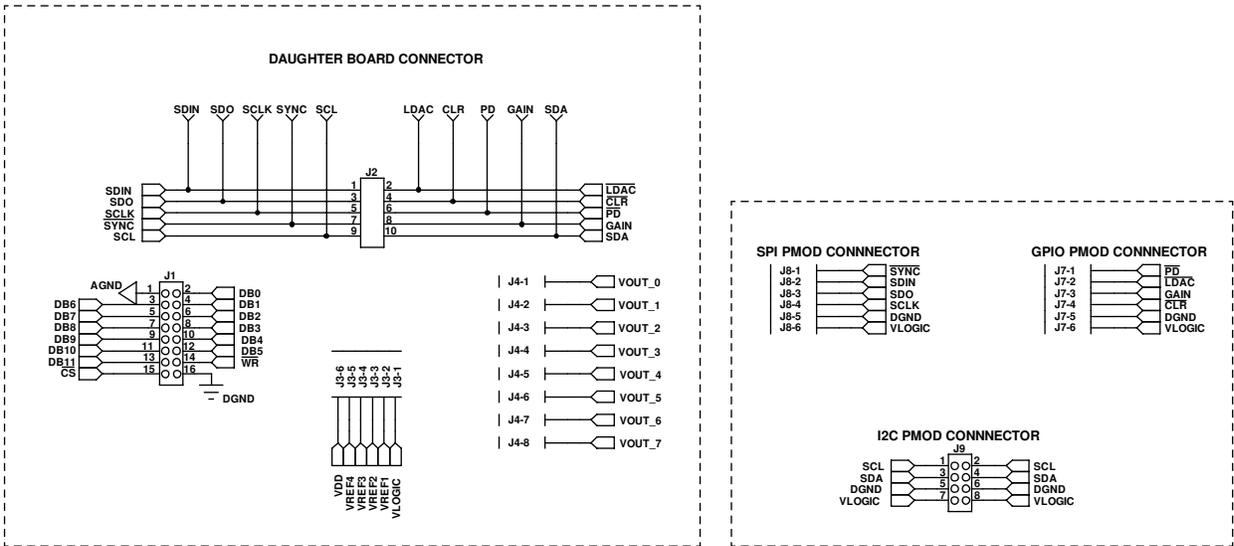 DAUGHTER BOARD CONNECTOR
SDIN SDO SCLK SYNC SCL LDAC CLR PD GAIN SDA
J2
SDIN 1 2 LDAC
SDO 3 4 CLR
SCLK 5 6 PD
SYNC 7 8 GAIN
SCL 9 10 SDA
J1
AGND 1 2 DB0
DB6 3 4 DB1
DB7 5 6 DB2
DB8 7 8 DB3
DB9 9 10 DB4
DB10 11 12 DB5
DB11 13 14 WR
CS 15 16
DGND
J3-6 J3-5 J3-4 J3-3 J3-2 J3-1
VDD VREF4 VREF3 VREF2 VREF1 VLOGIC
J4-1 VOUT_0
J4-2 VOUT_1
J4-3 VOUT_2
J4-4 VOUT_3
J4-5 VOUT_4
J4-6 VOUT_5
J4-7 VOUT_6
J4-8 VOUT_7
SPI PMOD CONNNECTOR
J8-1 SYNC
J8-2 SDIN
J8-3 SDO
J8-4 SCLK
J8-5 DGND
J8-6 VLOGIC
GPIO PMOD CONNNECTOR
J7-1 PD
J7-2 LDAC
J7-3 GAIN
J7-4 CLR
J7-5 DGND
J7-6 VLOGIC
I2C PMOD CONNNECTOR
J9
SCL 1 2 SCL
SDA 3 4 SDA
DGND 5 6 DGND
VLOGIC 7 8 VLOGIC